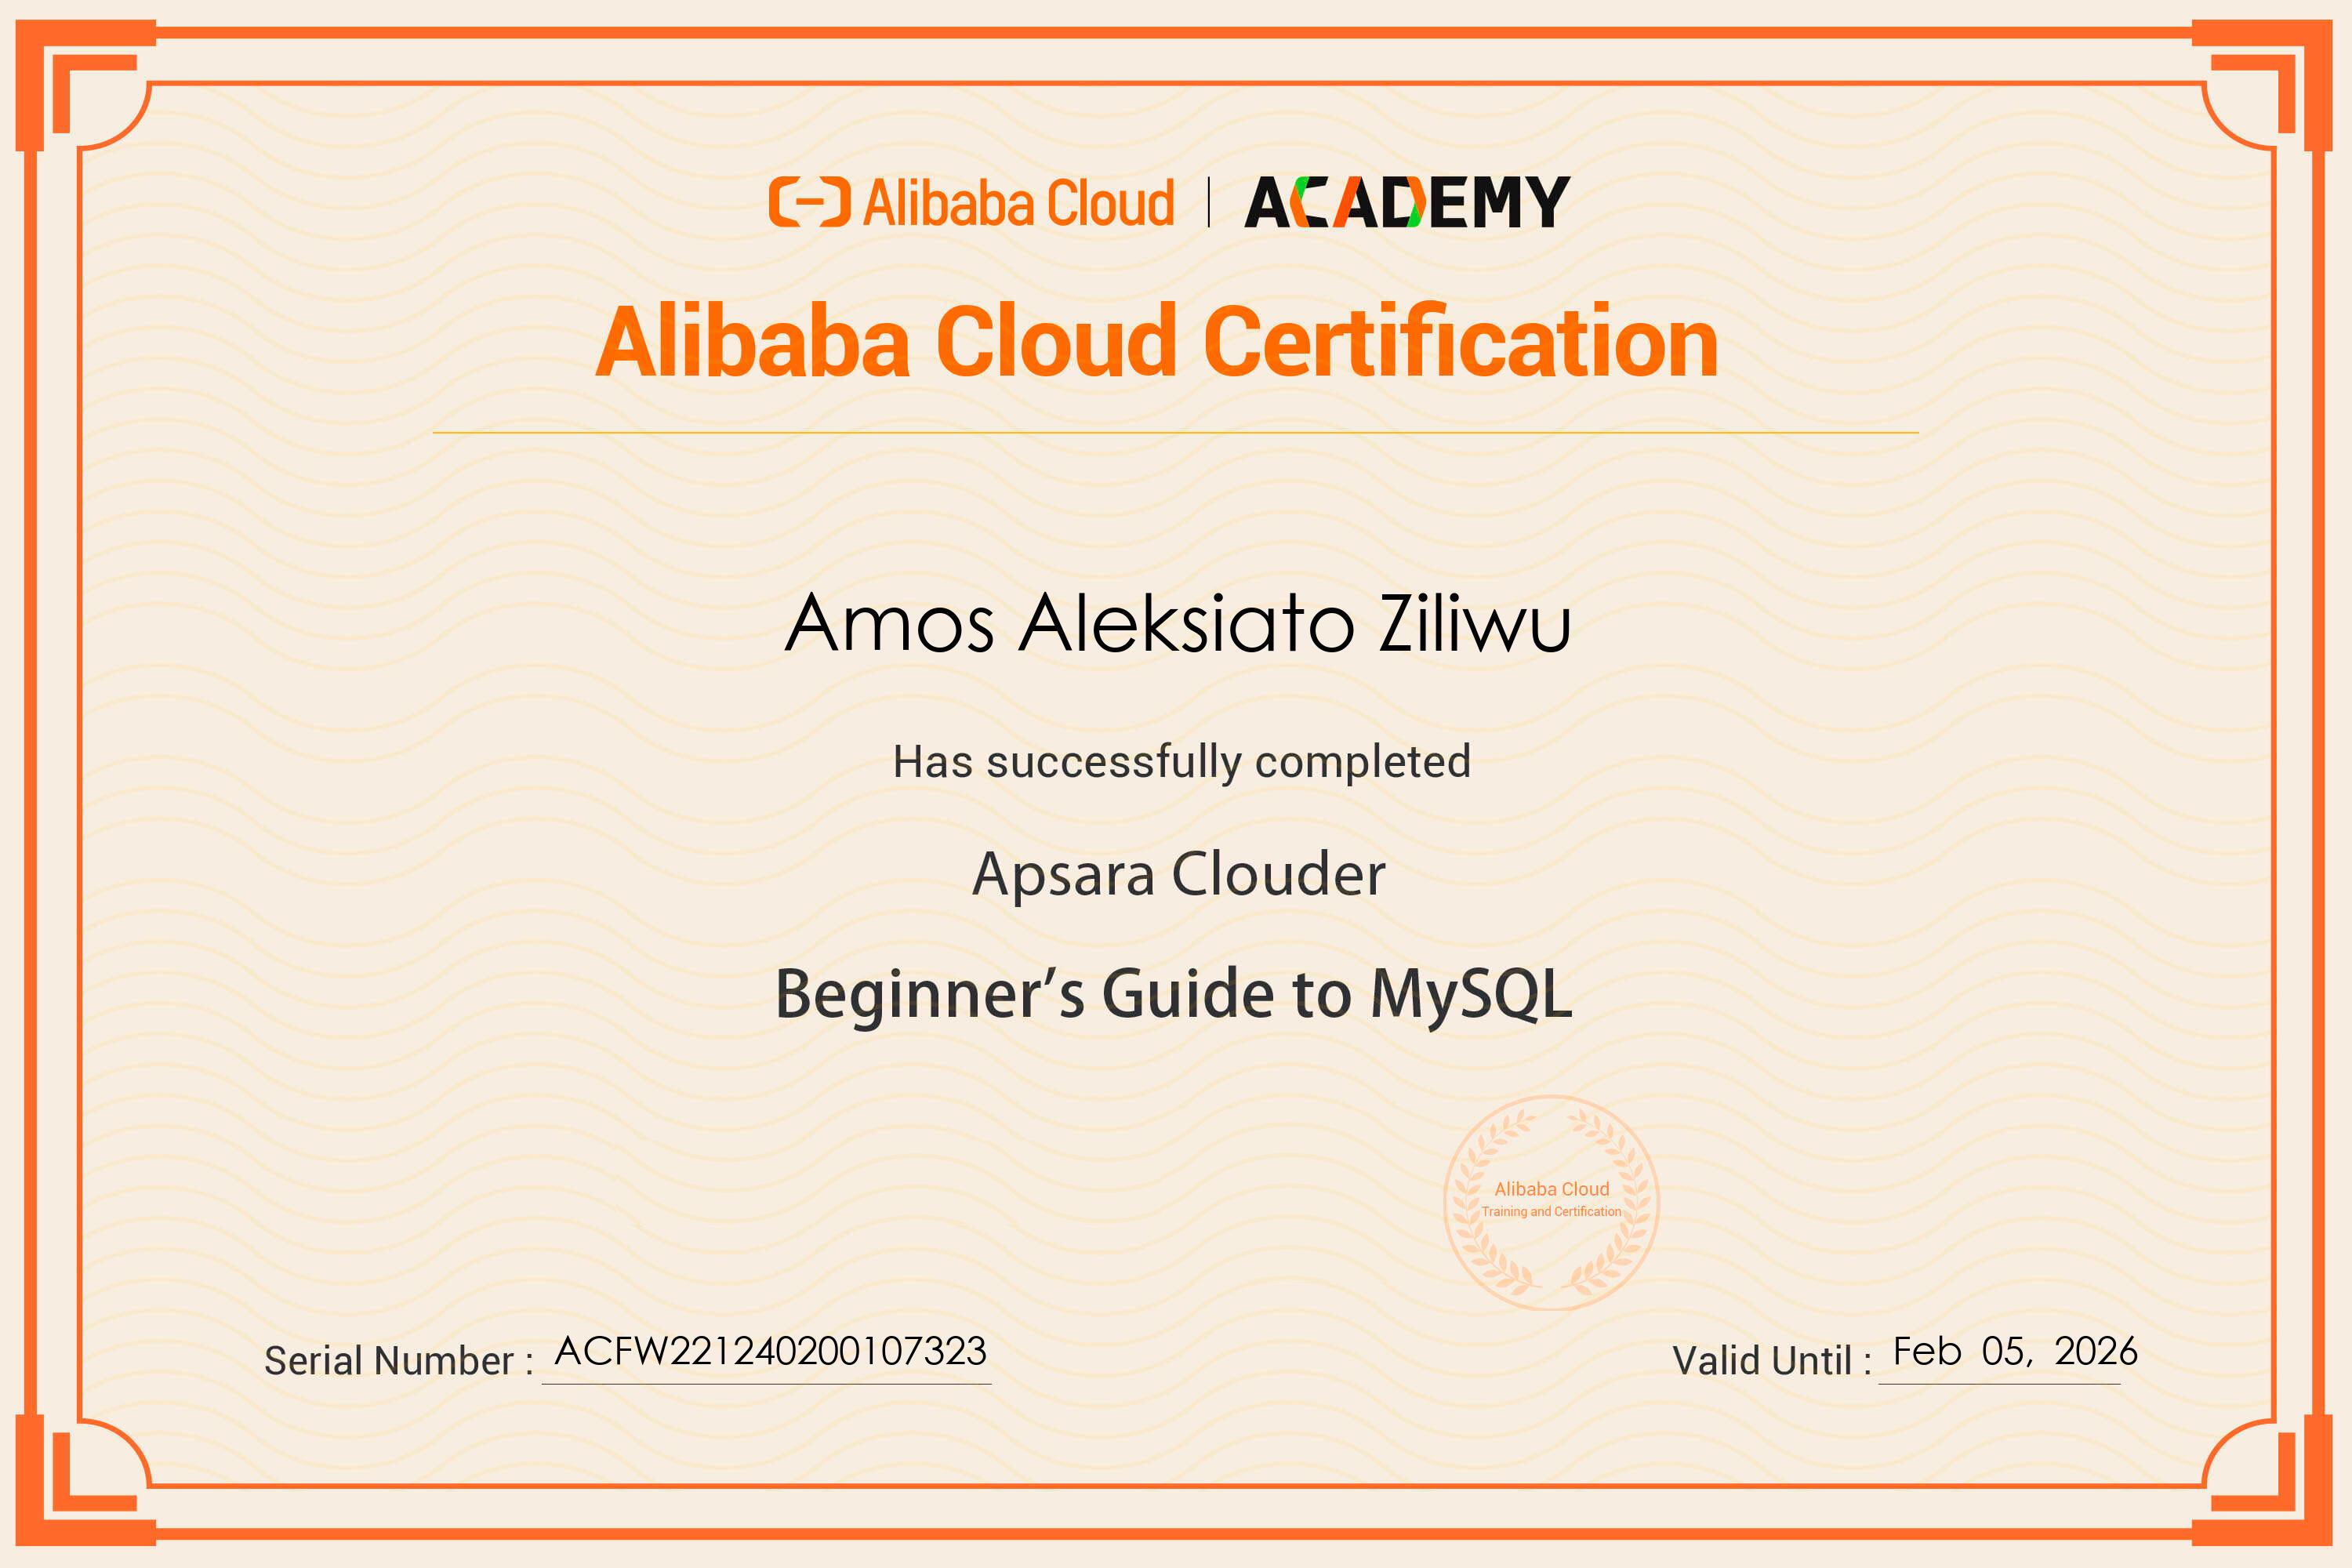 Alibaba Cloud | ACADEMY
Alibaba Cloud Certification
Amos Aleksiato Ziliwu
Has successfully completed
Apsara Clouder
Beginner’s Guide to MySQL
Alibaba Cloud
Training and Certification
Serial Number : ACFW221240200107323
Valid Until : Feb 05, 2026